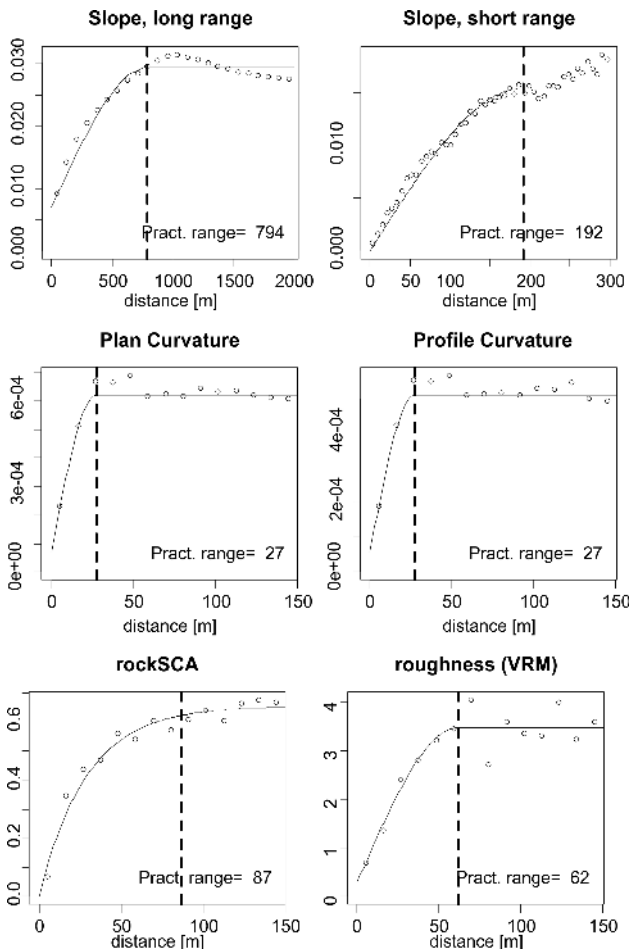 Slope, long range
0.030
0.020
0.010
0.000
Pract. range= 794
0 500 1000 1500 2000
distance [m]
Slope, short range
0.010
0.000
Pract. range= 192
0 50 100 200 300
distance [m]
Plan Curvature
6e-04
3e-04
0e+00
Pract. range= 27
0 50 100 150
distance [m]
Profile Curvature
4e-04
2e-04
0e+00
Pract. range= 27
0 50 100 150
distance [m]
rockSCA
0.6
0.4
0.2
0.0
Pract. range= 87
0 50 100 150
distance [m]
roughness (VRM)
4
3
2
1
0
Pract. range= 62
0 50 100 150
distance [m]